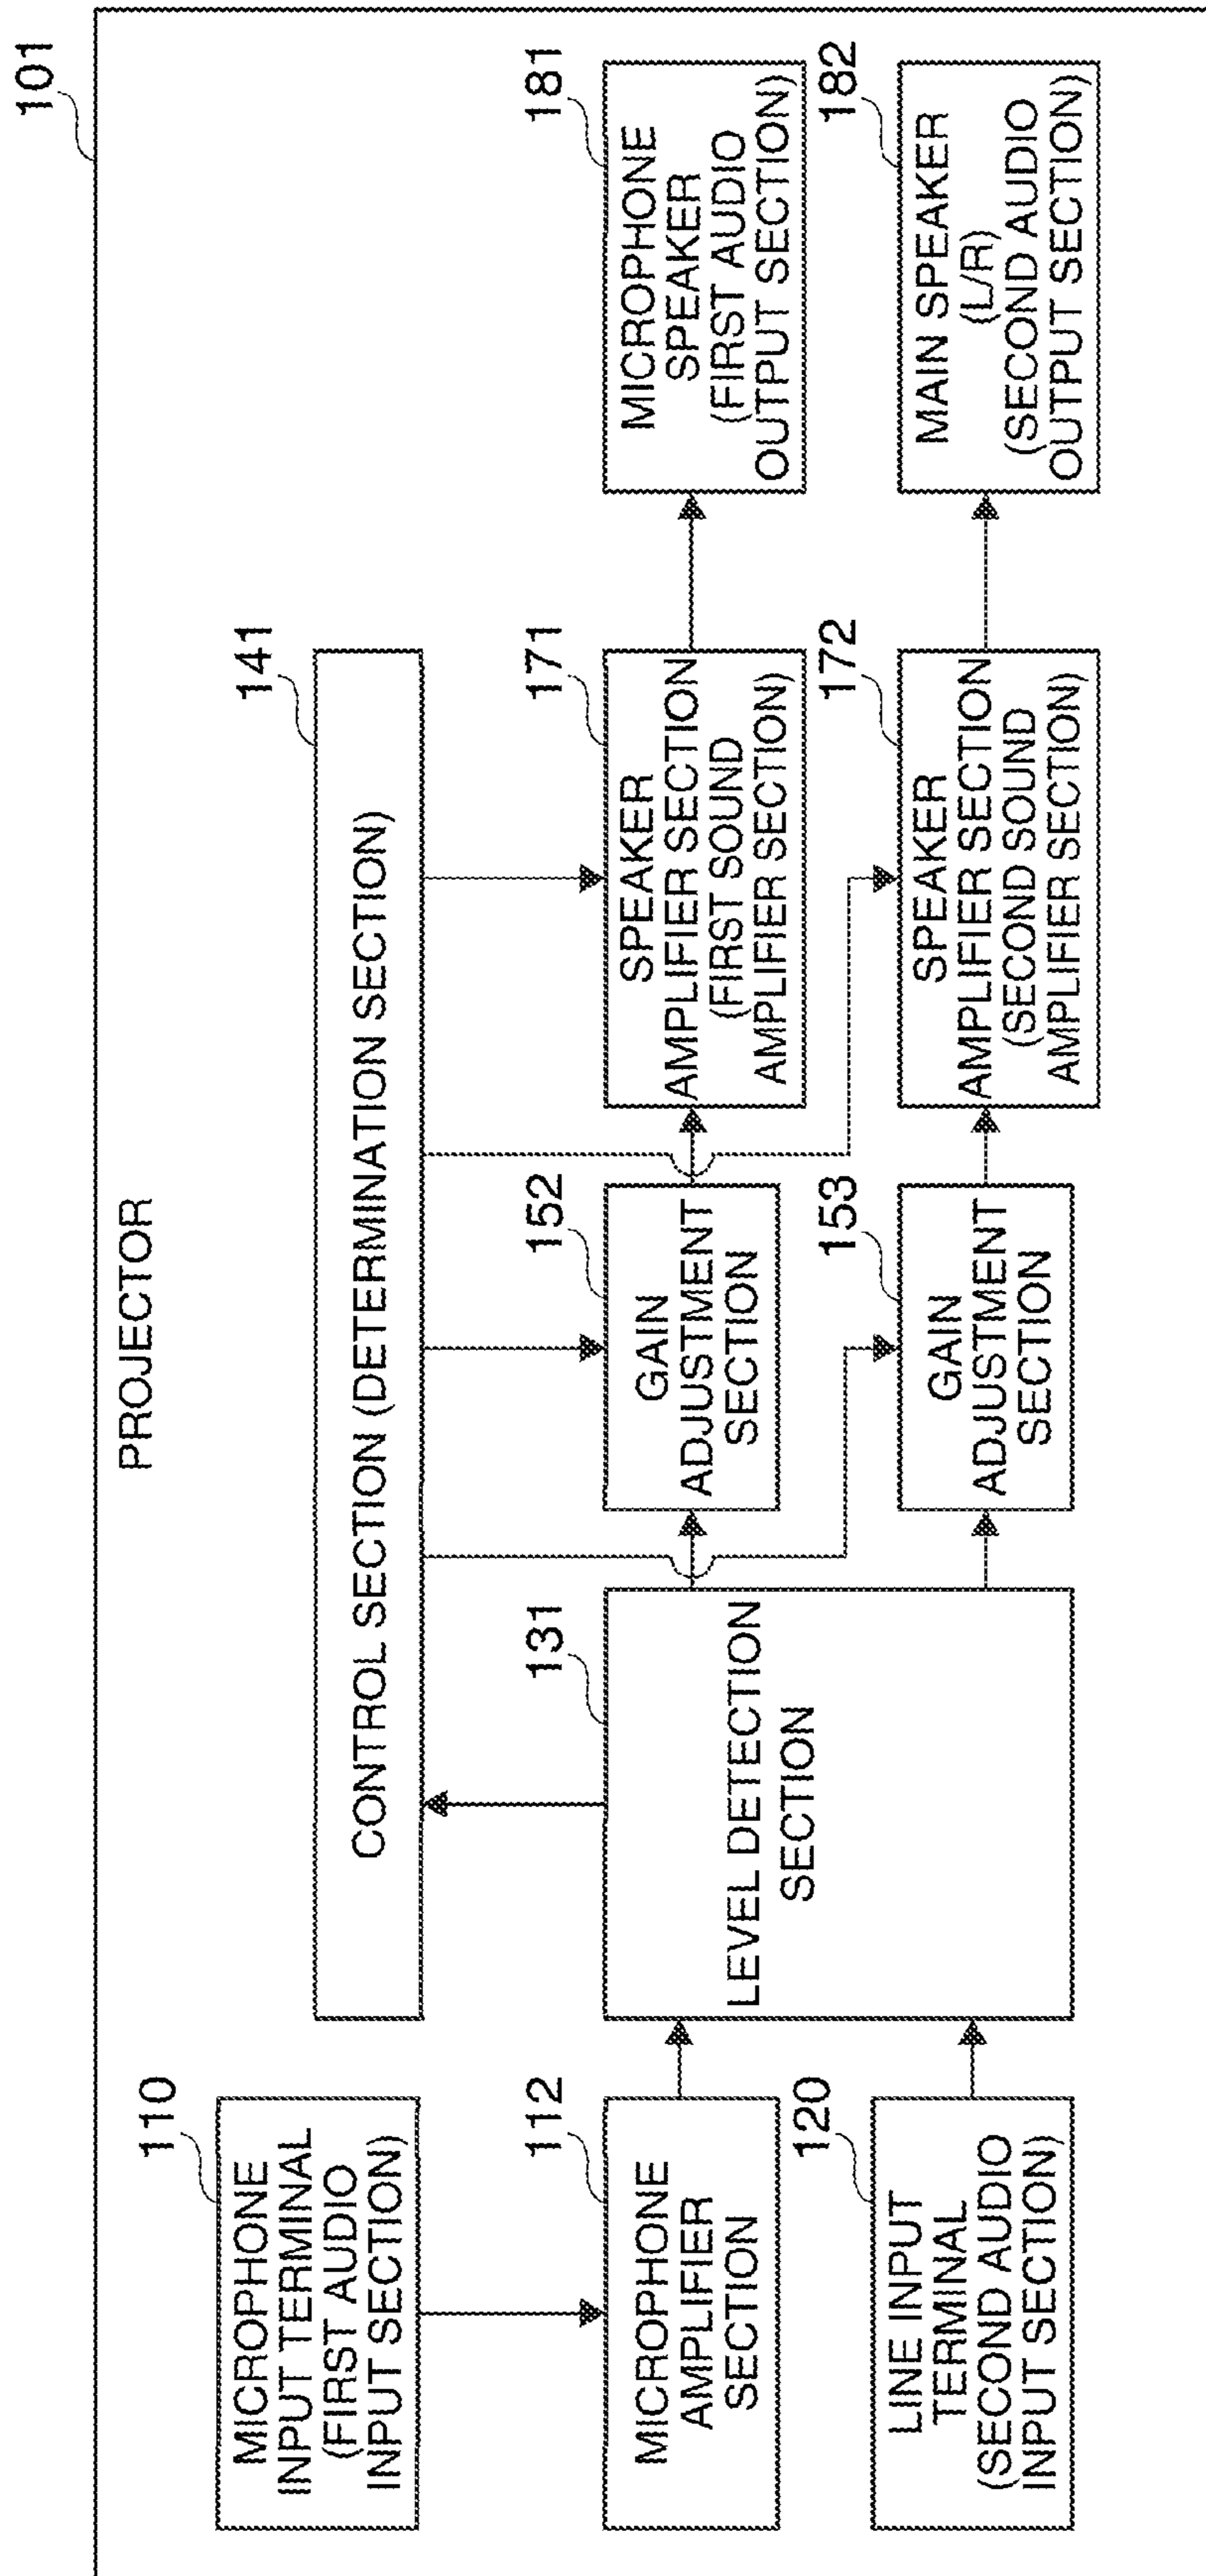 101
PROJECTOR
110
MICROPHONE
INPUT TERMINAL
(FIRST AUDIO
INPUT SECTION)
141
CONTROL SECTION (DETERMINATION SECTION)
112
MICROPHONE
AMPLIFIER
SECTION
131
LEVEL DETECTION
SECTION
152
GAIN
ADJUSTMENT
SECTION
171
SPEAKER
AMPLIFIER SECTION
(FIRST SOUND
AMPLIFIER SECTION)
181
MICROPHONE
SPEAKER
(FIRST AUDIO
OUTPUT SECTION)
120
LINE INPUT
TERMINAL
(SECOND AUDIO
INPUT SECTION)
153
GAIN
ADJUSTMENT
SECTION
172
SPEAKER
AMPLIFIER SECTION
(SECOND SOUND
AMPLIFIER SECTION)
182
MAIN SPEAKER
(L/R)
(SECOND AUDIO
OUTPUT SECTION)